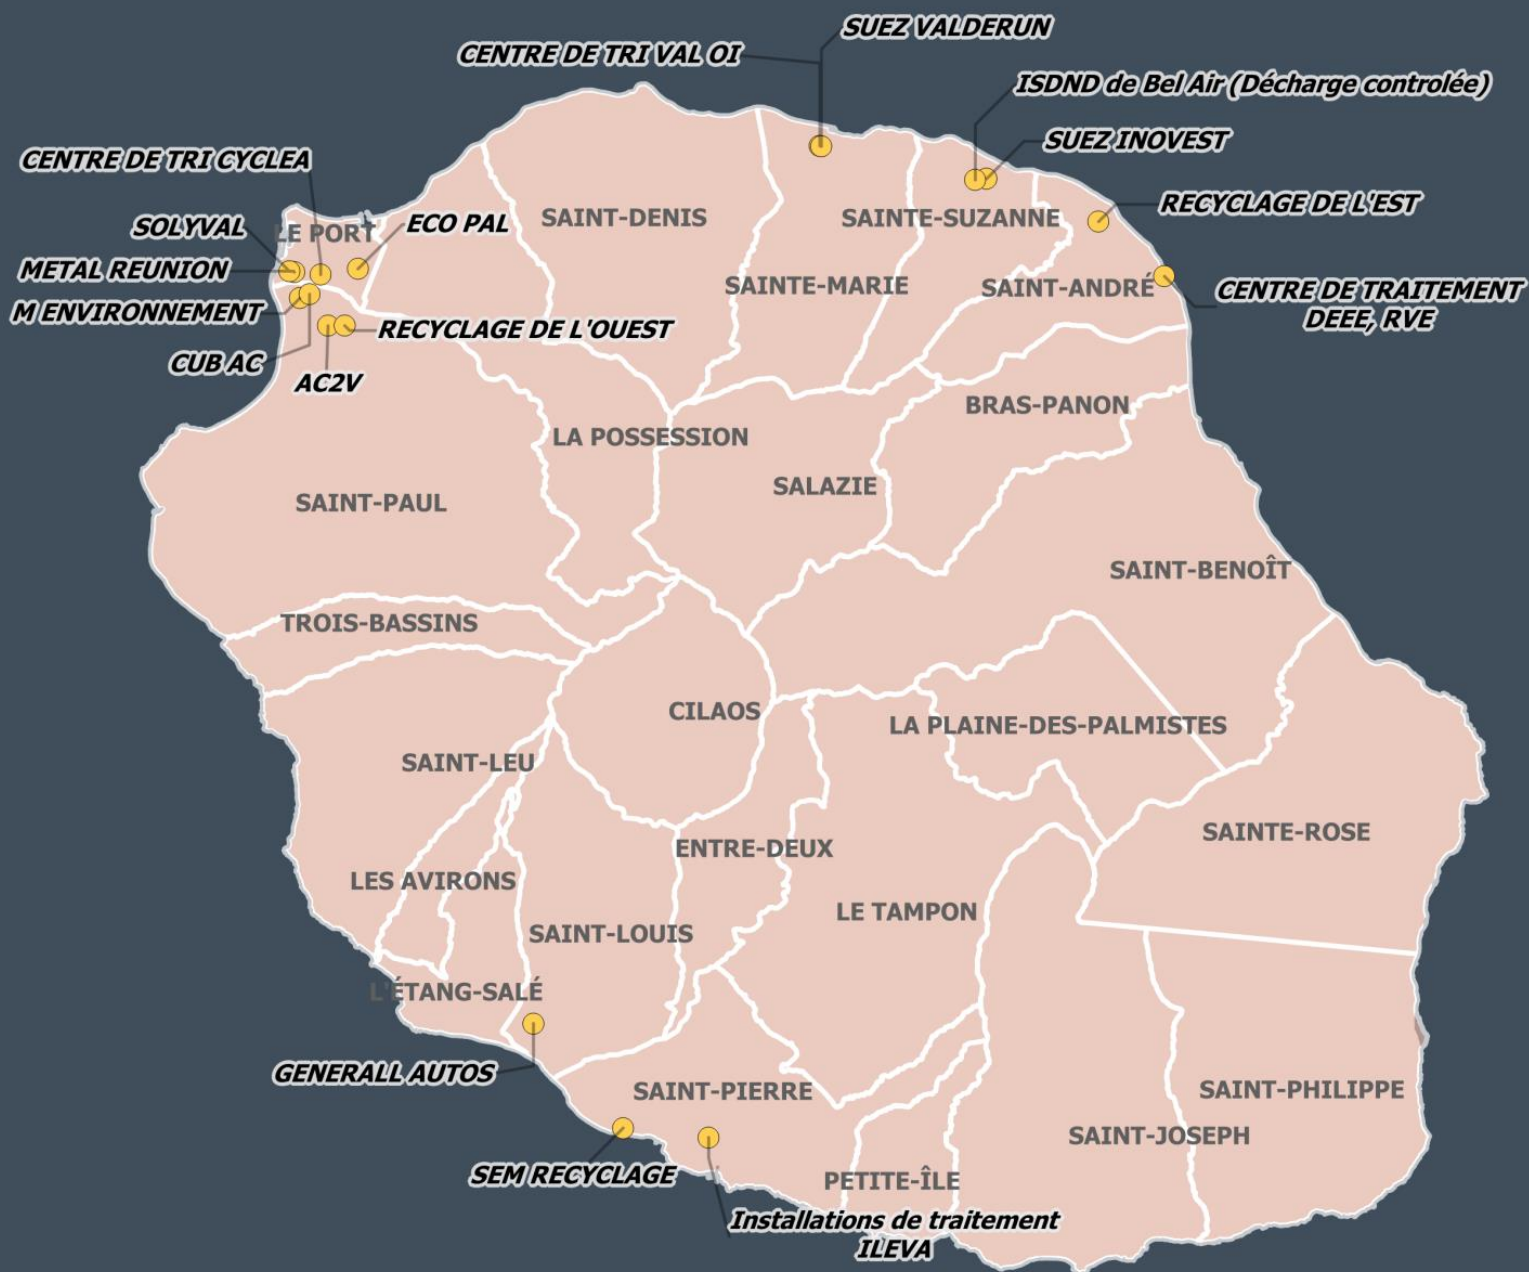 SUEZ VALDERUN
CENTRE DE TRI VAL OI
ISDND de Bel Air (Décharge controlée)
SUEZ INOVEST
CENTRE DE TRI CYCLEA
RECYCLAGE DE L'EST
SAINT-DENIS
SAINTE-SUZANNE
ECO PAL
SOLYVAL
LE PORT
METAL REUNION
SAINTE-MARIE
SAINT-ANDRÉ
CENTRE DE TRAITEMENT
DEEE, RVE
M ENVIRONNEMENT
RECYCLAGE DE L'OUEST
CUB AC
AC2V
BRAS-PANON
LA POSSESSION
SALAZIE
SAINT-PAUL
SAINT-BENOÎT
TROIS-BASSINS
CILAOS
LA PLAINE-DES-PALMISTES
SAINT-LEU
SAINTE-ROSE
ENTRE-DEUX
LES AVIRONS
LE TAMPON
SAINT-LOUIS
L'ÉTANG-SALÉ
GENERALL AUTOS
SAINT-PIERRE
SAINT-PHILIPPE
SAINT-JOSEPH
SEM RECYCLAGE
PETITE-ÎLE
Installations de traitement
ILEVA